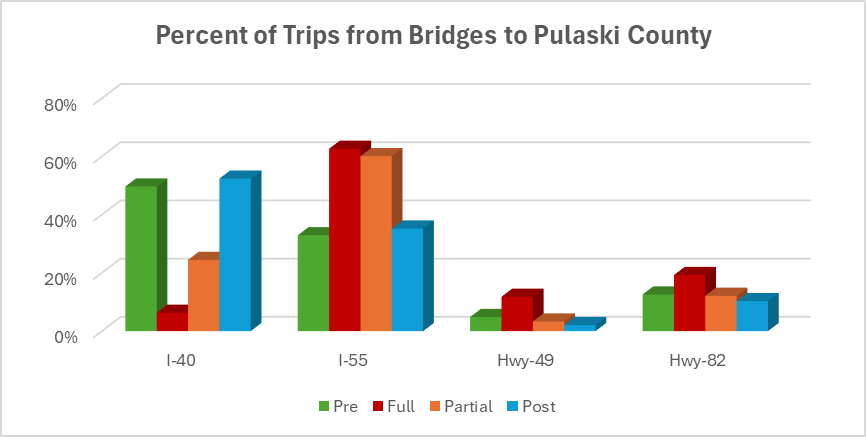 Percent of Trips from Bridges to Pulaski County
80%
60%
40%
20%
0%
I-40 I-55 Hwy-49 Hwy-82
Pre Full Partial Post